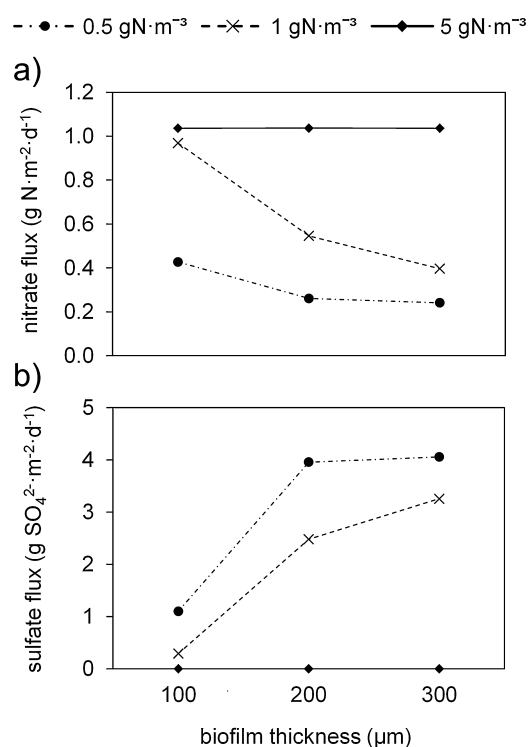 0.5 gN·m⁻³ 1 gN·m⁻³ 5 gN·m⁻³
a)
nitrate flux (g N·m⁻²·d⁻¹)
1.2
1.0
0.8
0.6
0.4
0.2
0.0
b)
sulfate flux (g SO₄²⁻·m⁻²·d⁻¹)
5
4
3
2
1
0
100 200 300
biofilm thickness (µm)